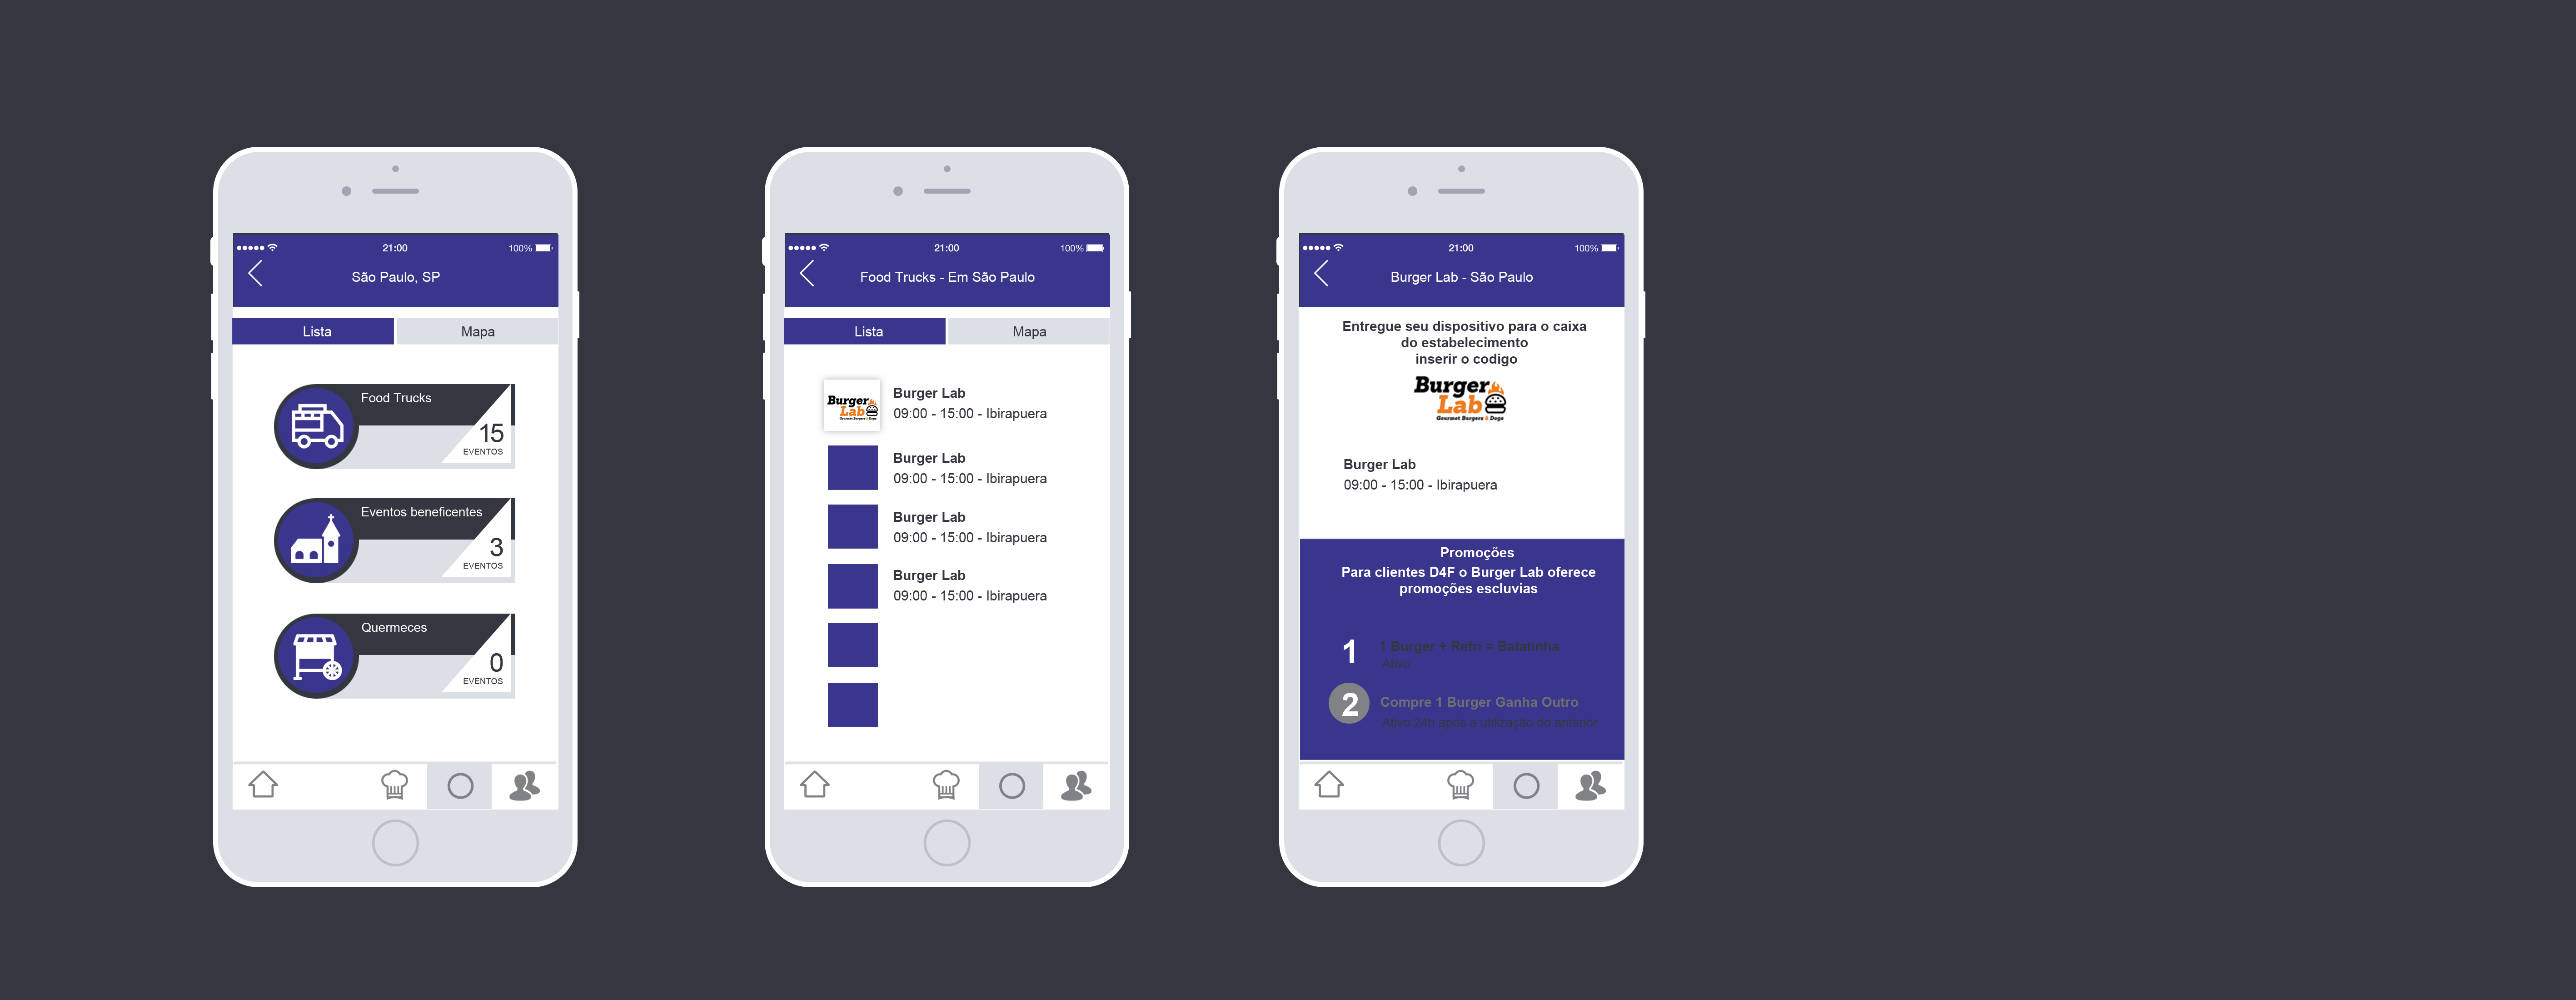 21:00
100%
São Paulo, SP
Lista
Mapa
Food Trucks
15
EVENTOS
Eventos beneficentes
3
EVENTOS
Quermeces
0
EVENTOS
21:00
100%
Food Trucks - Em São Paulo
Lista
Mapa
Burger
Lab
Gourmet Burgers & Dogs
Burger Lab
09:00 - 15:00 - Ibirapuera
Burger Lab
09:00 - 15:00 - Ibirapuera
Burger Lab
09:00 - 15:00 - Ibirapuera
Burger Lab
09:00 - 15:00 - Ibirapuera
21:00
100%
Burger Lab - São Paulo
Entregue seu dispositivo para o caixa
do estabelecimento
inserir o codigo
Burger
Lab
Gourmet Burgers & Dogs
Burger Lab
09:00 - 15:00 - Ibirapuera
Promoções
Para clientes D4F o Burger Lab oferece
promoções escluvias
1
1 Burger + Refri = Batatinha
Ativo
2
Compre 1 Burger Ganha Outro
Ativo 24h após a utilização do anterior